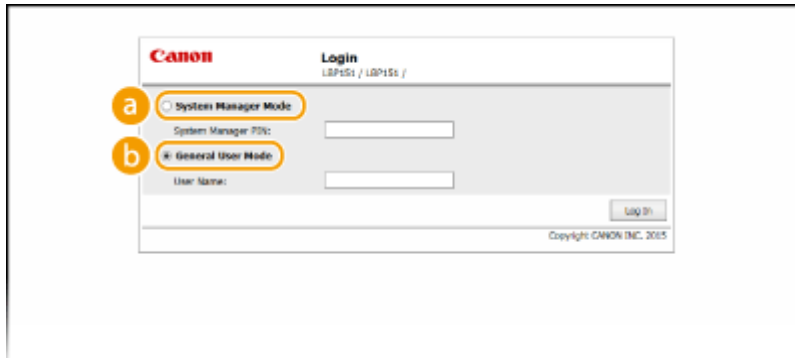 Canon
Login
LBP151 / LBP151 /
a
System Manager Mode
System Manager PIN:
b
General User Mode
User Name:
Log In
Copyright CANON INC. 2015